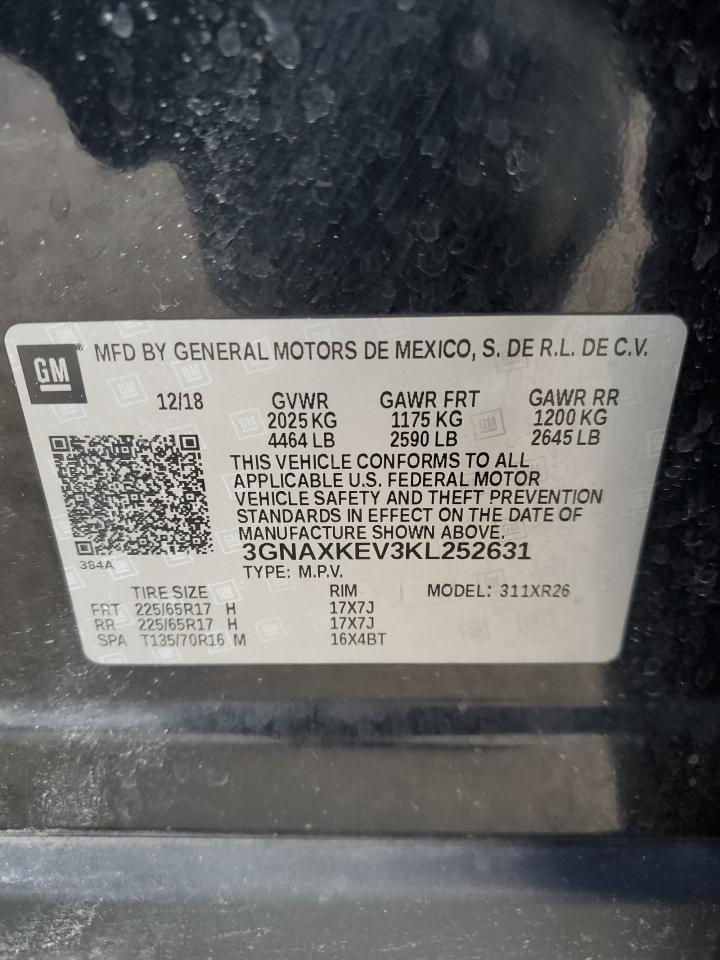 GM ® MFD BY GENERAL MOTORS DE MEXICO, S. DE R.L. DE C.V.
12/18 GVWR GAWR FRT GAWR RR
2025 KG 1175 KG 1200 KG
4464 LB 2590 LB 2645 LB
THIS VEHICLE CONFORMS TO ALL
APPLICABLE U.S. FEDERAL MOTOR
VEHICLE SAFETY AND THEFT PREVENTION
STANDARDS IN EFFECT ON THE DATE OF
MANUFACTURE SHOWN ABOVE.
384A 3GNAXKEV3KL252631
TYPE: M.P.V.
TIRE SIZE RIM MODEL: 311XR26
FRT 225/65R17 H 17X7J
RR 225/65R17 H 17X7J
SPA T135/70R16 M 16X4BT